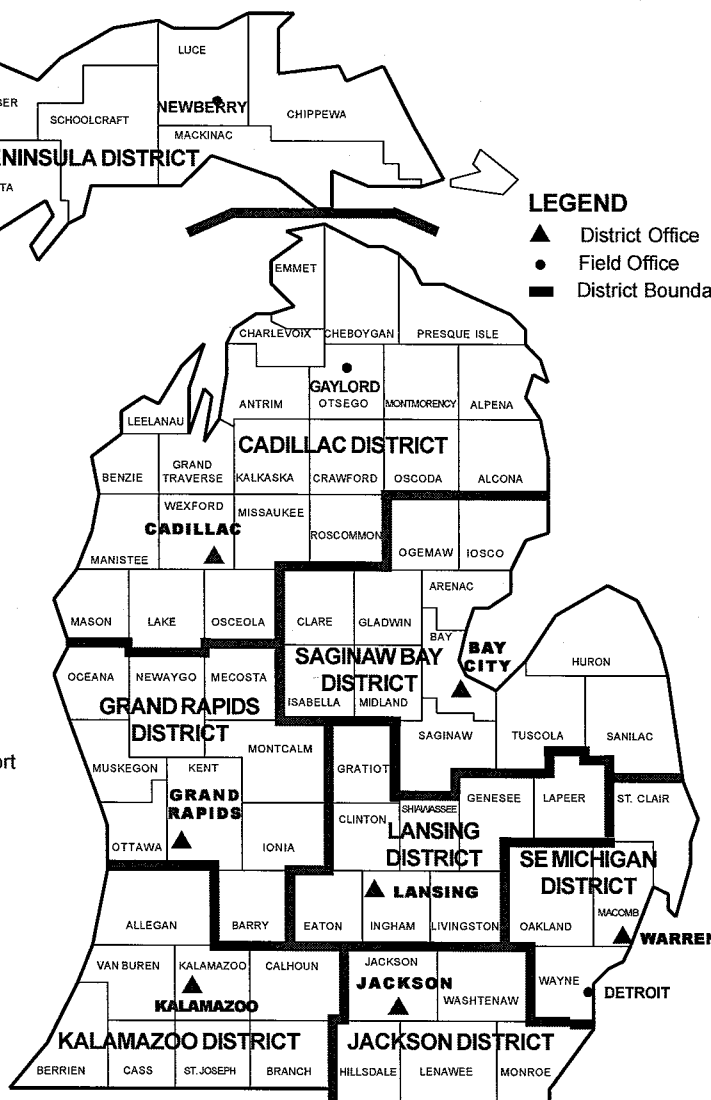 LUCE
SER
SCHOOLCRAFT
NEWBERRY
CHIPPEWA
MACKINAC
ENINSULA DISTRICT
TA
LEGEND
District Office
Field Office
District Bounda
EMMET
CHARLEVOIX
CHEBOYGAN
PRESQUE ISLE
GAYLORD
ANTRIM
OTSEGO
MONTMORENCY
ALPENA
LEELANAU
CADILLAC DISTRICT
BENZIE
GRAND
TRAVERSE
KALKASKA
CRAWFORD
OSCODA
ALCONA
WEXFORD
MISSAUKEE
CADILLAC
ROSCOMMON
MANISTEE
OGEMAW
IOSCO
ARENAC
MASON
LAKE
OSCEOLA
CLARE
GLADWIN
BAY
BAY
CITY
HURON
SAGINAW BAY
DISTRICT
OCEANA
NEWAYGO
MECOSTA
ISABELLA
MIDLAND
GRAND RAPIDS
DISTRICT
SAGINAW
TUSCOLA
SANILAC
MONTCALM
ort
MUSKEGON
KENT
GRATIOT
GRAND
RAPIDS
SHIAWASSEE
GENESEE
LAPEER
ST. CLAIR
CLINTON
LANSING
DISTRICT
OTTAWA
IONIA
SE MICHIGAN
DISTRICT
LANSING
ALLEGAN
BARRY
EATON
INGHAM
LIVINGSTON
OAKLAND
MACOMB
WARREN
VAN BUREN
KALAMAZOO
CALHOUN
JACKSON
JACKSON
WASHTENAW
WAYNE
DETROIT
KALAMAZOO
KALAMAZOO DISTRICT
JACKSON DISTRICT
BERRIEN
CASS
ST. JOSEPH
BRANCH
HILLSDALE
LENAWEE
MONROE